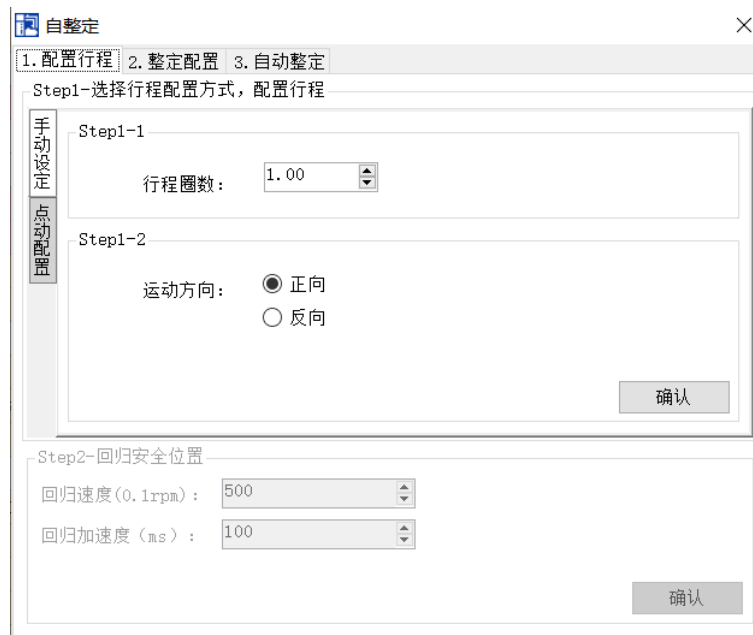 自整定
1.配置行程 2.整定配置 3.自动整定
Step1-选择行程配置方式，配置行程
手动设定
点动配置
Step1-1
行程圈数： 1.00
Step1-2
运动方向： 正向
反向
确认
Step2-回归安全位置
回归速度(0.1rpm)： 500
回归加速度（ms）： 100
确认